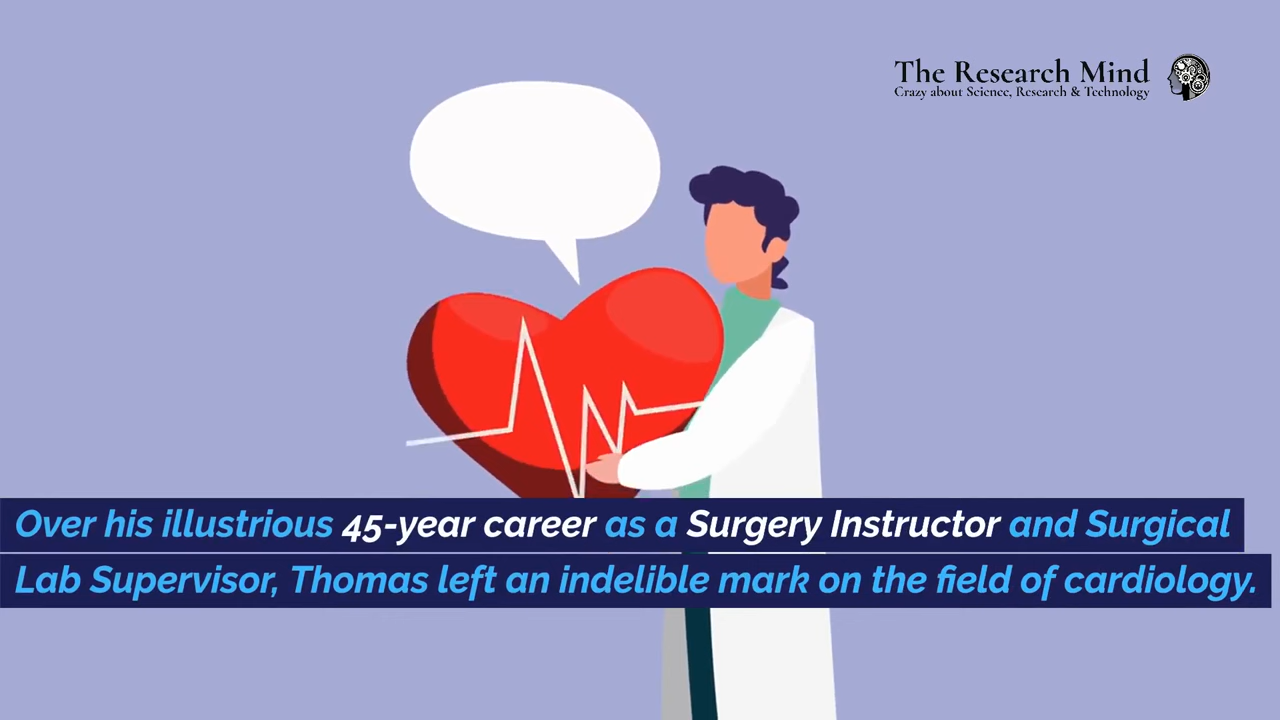 The Research Mind
Crazy about Science, Research & Technology
Over his illustrious 45-year career as a Surgery Instructor and Surgical
Lab Supervisor, Thomas left an indelible mark on the field of cardiology.